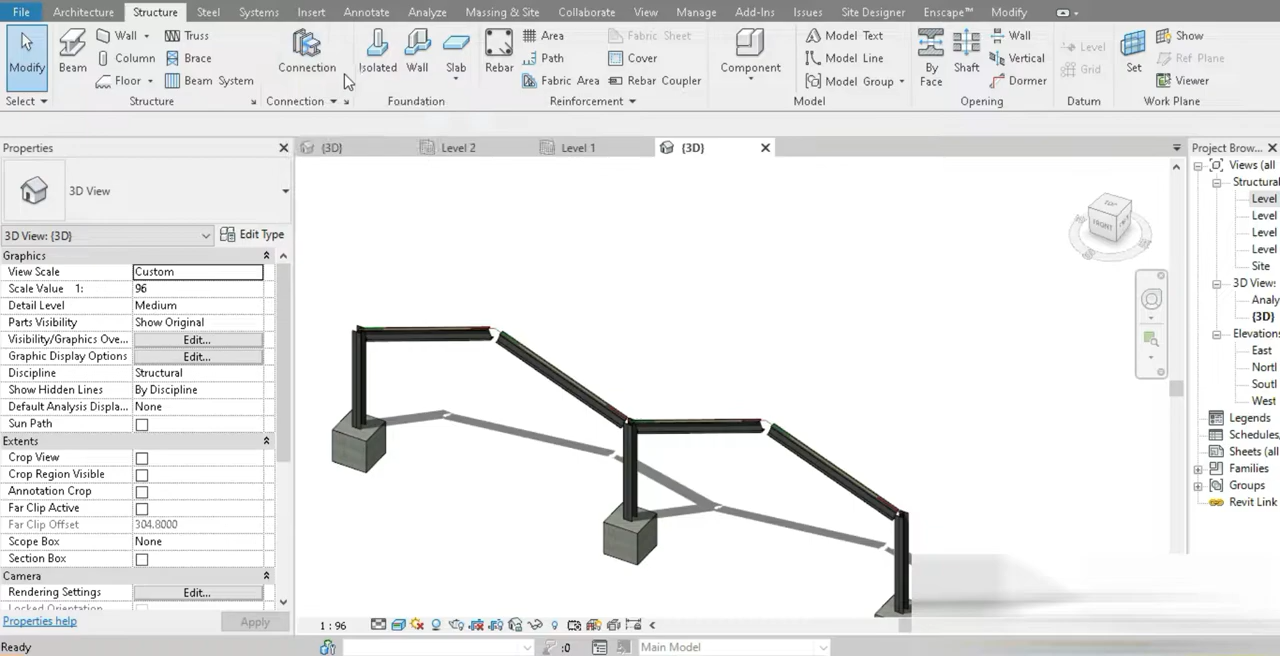 File Architecture Structure Steel Systems Insert Annotate Analyze Massing & Site Collaborate View Manage Add-Ins Issues Site Designer Enscape™ Modify
Wall Truss Area Fabric Sheet Model Text Wall Level Show
Modify Beam Column Brace Connection Isolated Wall Slab Rebar Path Cover Component Model Line By Face Shaft Vertical Grid Set Ref Plane
Floor Beam System Fabric Area Rebar Coupler Model Group Dormer Viewer
Select Structure Connection Foundation Reinforcement Model Opening Datum Work Plane
Properties {3D} Level 2 Level 1 {3D} Project Brow...
3D View
3D View: {3D} Edit Type
Graphics
View Scale Custom
Scale Value 1: 96
Detail Level Medium
Parts Visibility Show Original
Visibility/Graphics Ove... Edit...
Graphic Display Options Edit...
Discipline Structural
Show Hidden Lines By Discipline
Default Analysis Displa... None
Sun Path
Extents
Crop View
Crop Region Visible
Annotation Crop
Far Clip Active
Far Clip Offset 304.8000
Scope Box None
Section Box
Camera
Rendering Settings Edit...
Locked Orientation
Properties help Apply
TOP
FRONT
Views (all
Structural
Level
Level
Level
Level
Site
3D View:
Analy
{3D}
Elevations
East
Nortl
Soutl
West
Legends
Schedules,
Sheets (all
Families
Groups
Revit Link
1 : 96
Ready :0 Main Model